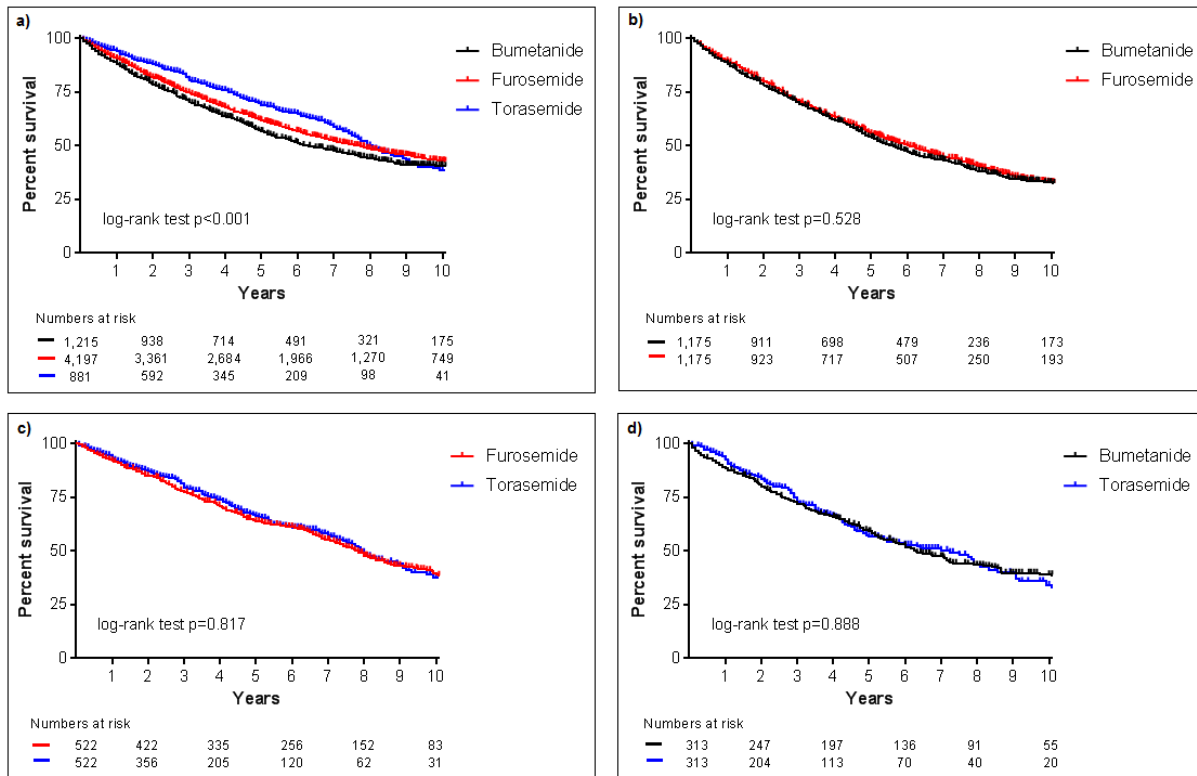 a)
100
75
50
25
0
Percent survival
Bumetanide
Furosemide
Torasemide
log-rank test p<0.001
1 2 3 4 5 6 7 8 9 10
Years
Numbers at risk
1,215 938 714 491 321 175
4,197 3,361 2,684 1,966 1,270 749
881 592 345 209 98 41
b)
100
75
50
25
0
Percent survival
Bumetanide
Furosemide
log-rank test p=0.528
1 2 3 4 5 6 7 8 9 10
Years
Numbers at risk
1,175 911 698 479 236 173
1,175 923 717 507 250 193
c)
100
75
50
25
0
Percent survival
Furosemide
Torasemide
log-rank test p=0.817
1 2 3 4 5 6 7 8 9 10
Years
Numbers at risk
522 422 335 256 152 83
522 356 205 120 62 31
d)
100
75
50
25
0
Percent survival
Bumetanide
Torasemide
log-rank test p=0.888
1 2 3 4 5 6 7 8 9 10
Years
Numbers at risk
313 247 197 136 91 55
313 204 113 70 40 20